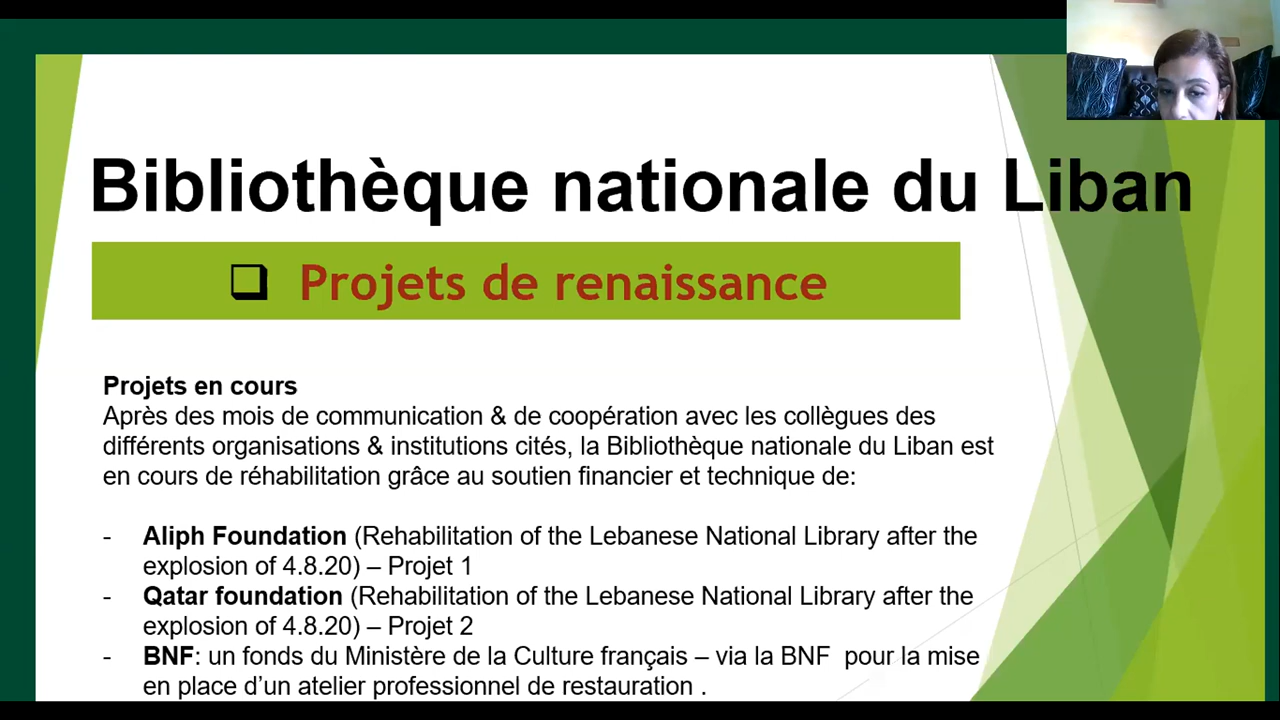 Bibliothèque nationale du Liban
❑ Projets de renaissance
Projets en cours
Après des mois de communication & de coopération avec les collègues des
différents organisations & institutions cités, la Bibliothèque nationale du Liban est
en cours de réhabilitation grâce au soutien financier et technique de:
- Aliph Foundation (Rehabilitation of the Lebanese National Library after the
explosion of 4.8.20) – Projet 1
- Qatar foundation (Rehabilitation of the Lebanese National Library after the
explosion of 4.8.20) – Projet 2
- BNF: un fonds du Ministère de la Culture français – via la BNF pour la mise
en place d’un atelier professionnel de restauration .